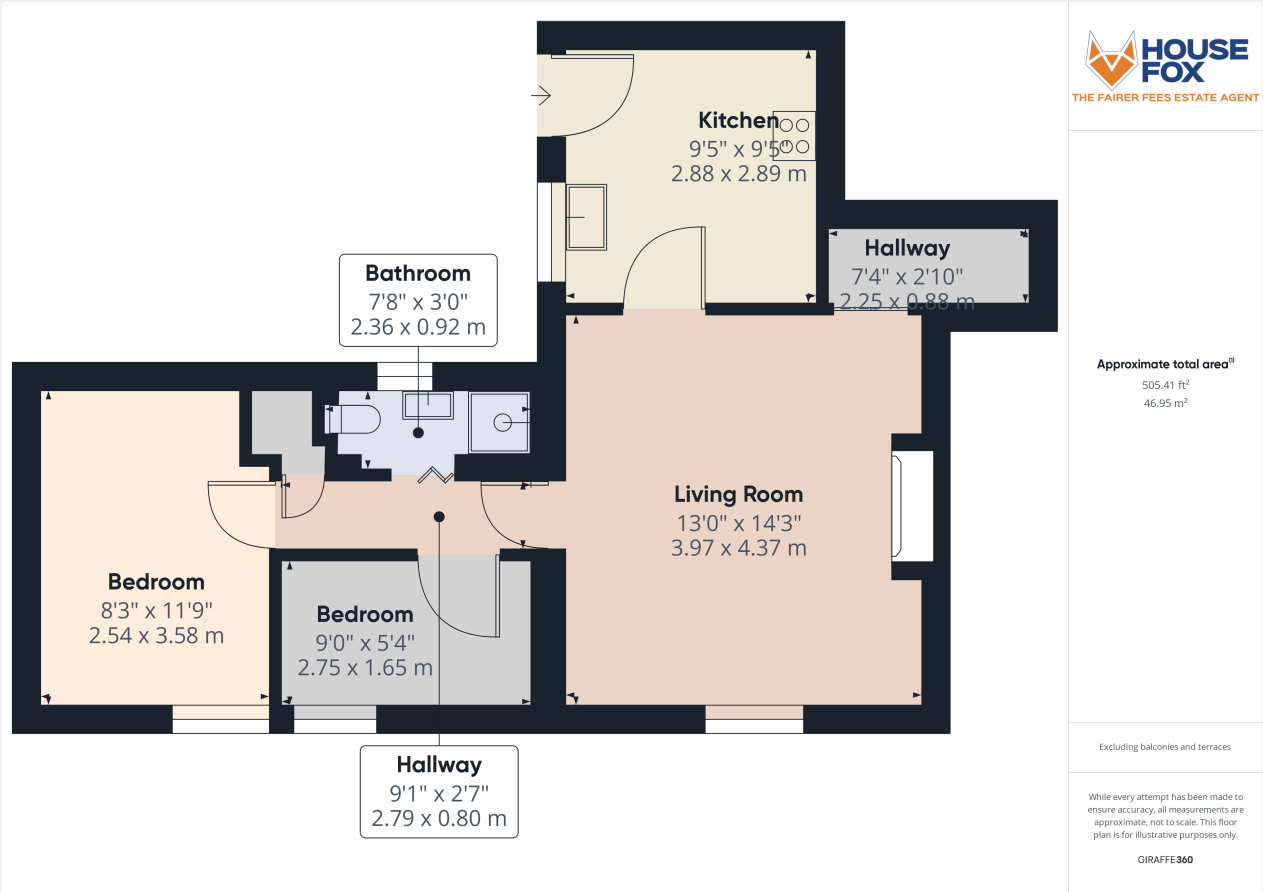 Kitchen
9'5" x 9'5"
2.88 x 2.89 m
Hallway
7'4" x 2'10"
2.25 x 0.88 m
Bathroom
7'8" x 3'0"
2.36 x 0.92 m
Living Room
13'0" x 14'3"
3.97 x 4.37 m
Bedroom
8'3" x 11'9"
2.54 x 3.58 m
Bedroom
9'0" x 5'4"
2.75 x 1.65 m
Hallway
9'1" x 2'7"
2.79 x 0.80 m
HOUSE
FOX
THE FAIRER FEES ESTATE AGENT
Approximate total area⁽¹⁾
505.41 ft²
46.95 m²
Excluding balconies and terraces
While every attempt has been made to
ensure accuracy, all measurements are
approximate, not to scale. This floor
plan is for illustrative purposes only.
GIRAFFE360